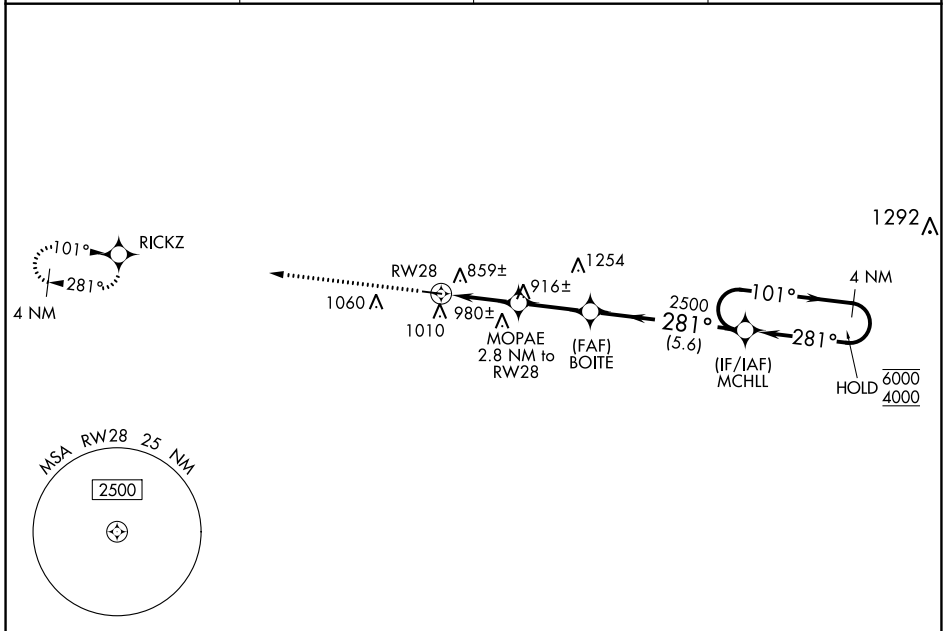 1292
101°
RICKZ
281°
4 NM
RW28
859±
1254
916±
1060
1010
980±
MOPAE
2.8 NM to
RW28
(FAF)
BOITE
2500
281°
(5.6)
(IF/IAF)
MCHLL
101°
4 NM
281°
HOLD
6000
4000
MSA RW28 25 NM
2500